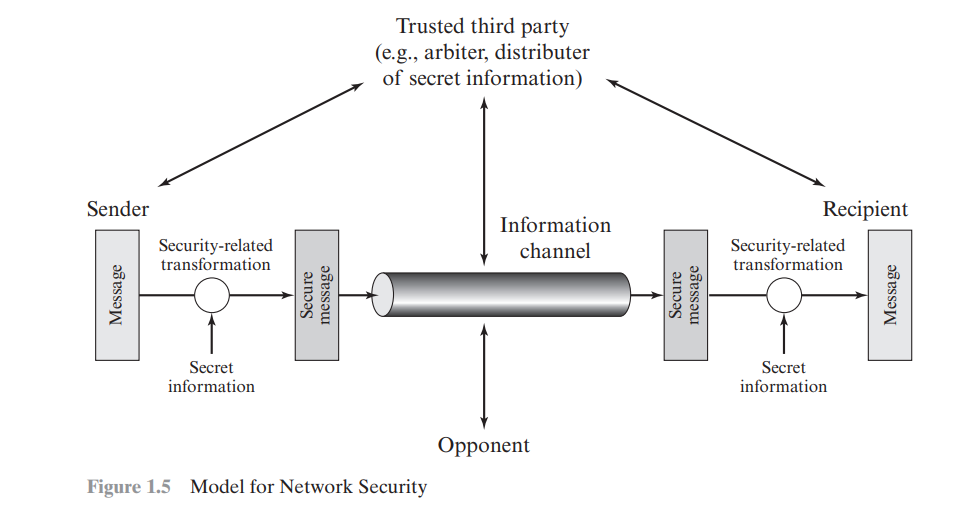 Trusted third party
(e.g., arbiter, distributer
of secret information)
Sender
Recipient
Information
channel
Security-related
transformation
Security-related
transformation
Message
Secure
message
Secure
message
Message
Secret
information
Secret
information
Opponent
Figure 1.5 Model for Network Security